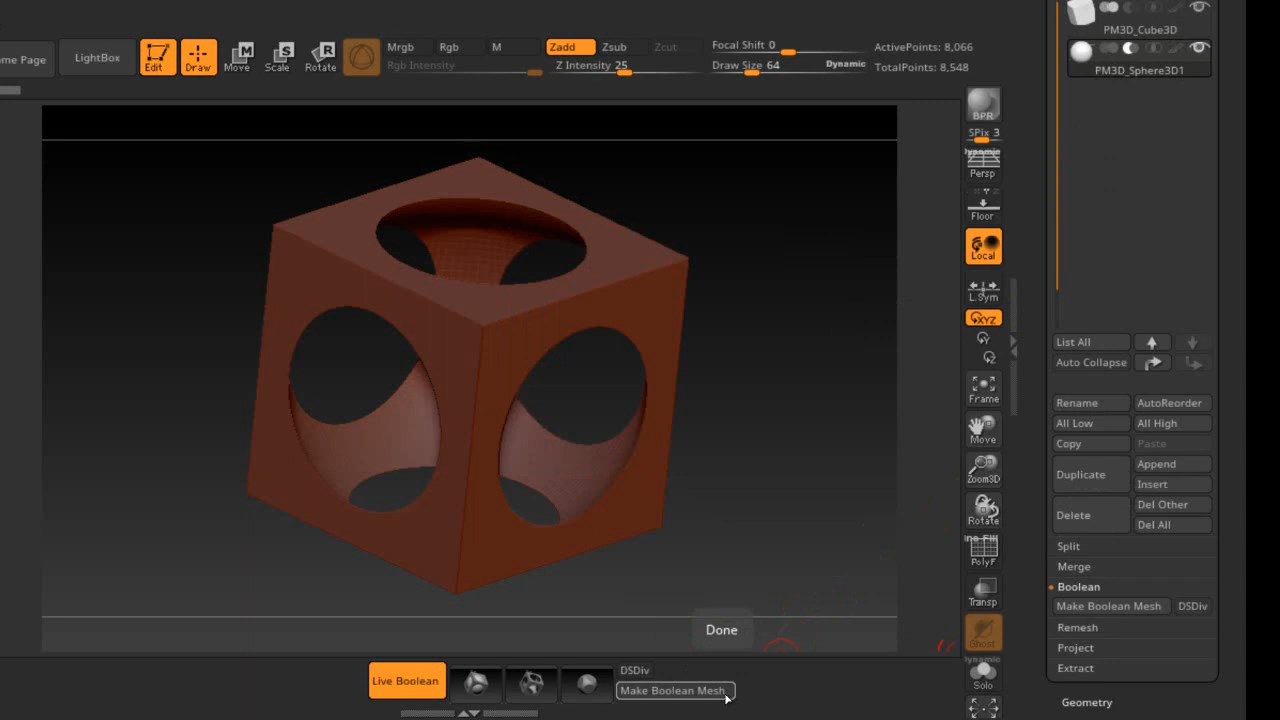 PM3D_Cube3D
me Page
LightBox
Edit
Draw
M
Move
S
Scale
R
Rotate
Mrgb
Rgb
M
Rgb Intensity
Zadd
Zsub
Zcut
Z Intensity 25
Focal Shift 0
Draw Size 64
Dynamic
ActivePoints: 8,066
TotalPoints: 8,548
PM3D_Sphere3D1
BPR
SPix 3
Dynamic
Persp
Floor
Local
L.Sym
XYZ
Y
Z
Frame
Move
Zoom3D
Rotate
PolyF
Transp
Ghost
Dynamic
Solo
List All
Auto Collapse
Rename
AutoReorder
All Low
All High
Copy
Paste
Duplicate
Append
Insert
Delete
Del Other
Del All
Split
Merge
Boolean
Make Boolean Mesh
DSDiv
Remesh
Project
Extract
Geometry
Done
Live Boolean
DSDiv
Make Boolean Mesh